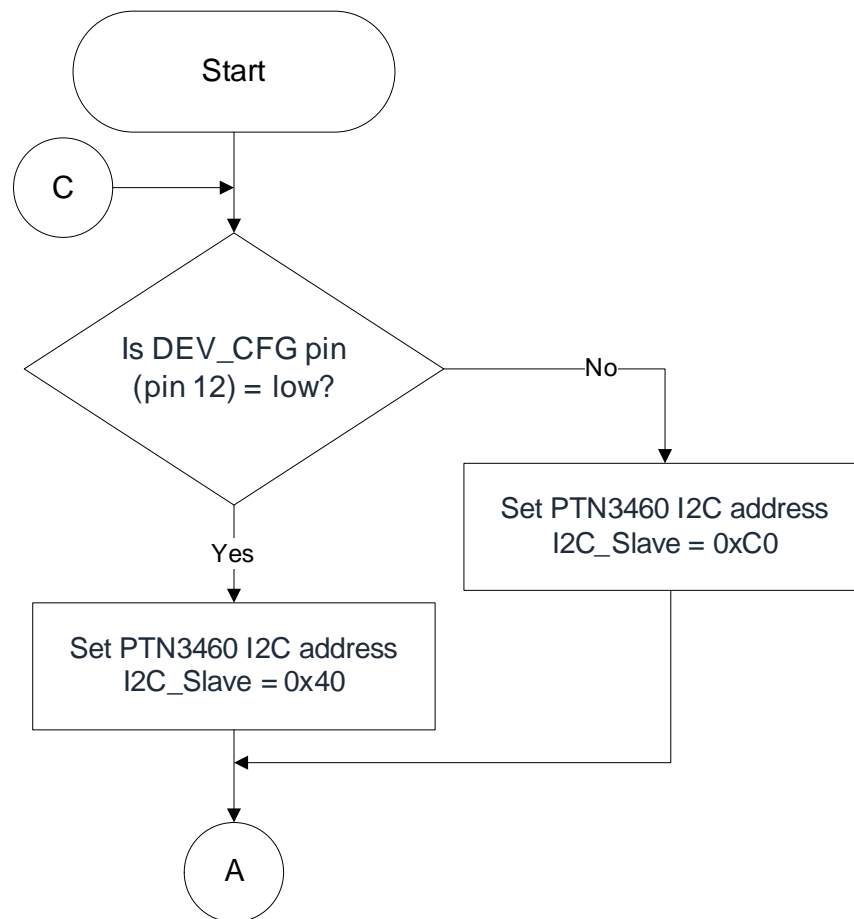 Start
C
Is DEV_CFG pin
(pin 12) = low?
No
Set PTN3460 I2C address
I2C_Slave = 0xC0
Yes
Set PTN3460 I2C address
I2C_Slave = 0x40
A